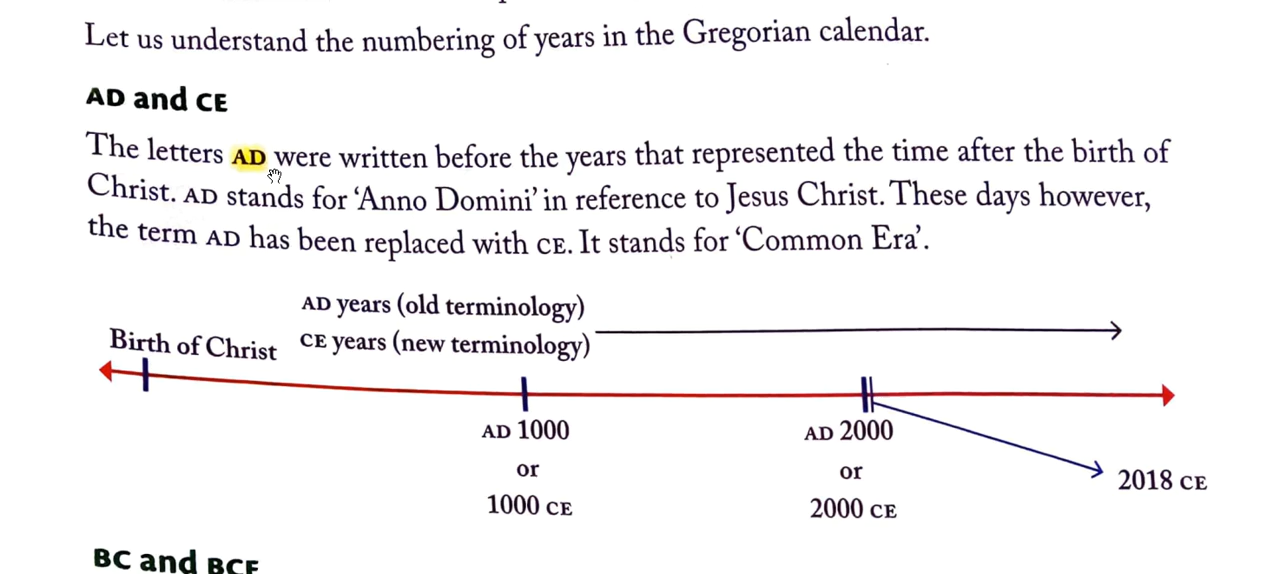 Let us understand the numbering of years in the Gregorian calendar.
AD and CE
The letters AD were written before the years that represented the time after the birth of
Christ. AD stands for ‘Anno Domini’ in reference to Jesus Christ. These days however,
the term AD has been replaced with CE. It stands for ‘Common Era’.
AD years (old terminology)
Birth of Christ CE years (new terminology)
AD 1000 AD 2000
or or
2018 CE
1000 CE 2000 CE
BC and BCE